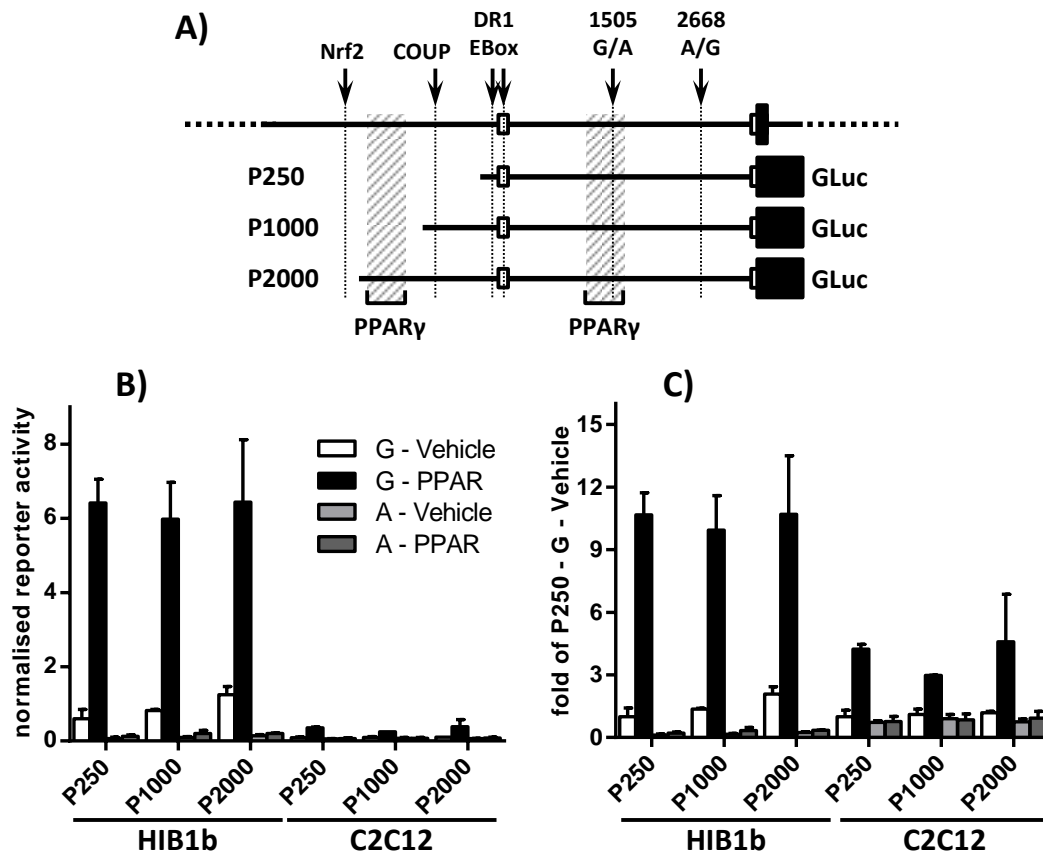 A)
Nrf2
COUP
DR1
EBox
1505
G/A
2668
A/G
P250
GLuc
P1000
GLuc
P2000
GLuc
PPARγ
PPARγ
B)
normalised reporter activity
8
6
4
2
0
G - Vehicle
G - PPAR
A - Vehicle
A - PPAR
P250
P1000
P2000
P250
P1000
P2000
HIB1b
C2C12
C)
fold of P250 - G - Vehicle
15
12
9
6
3
0
P250
P1000
P2000
P250
P1000
P2000
HIB1b
C2C12